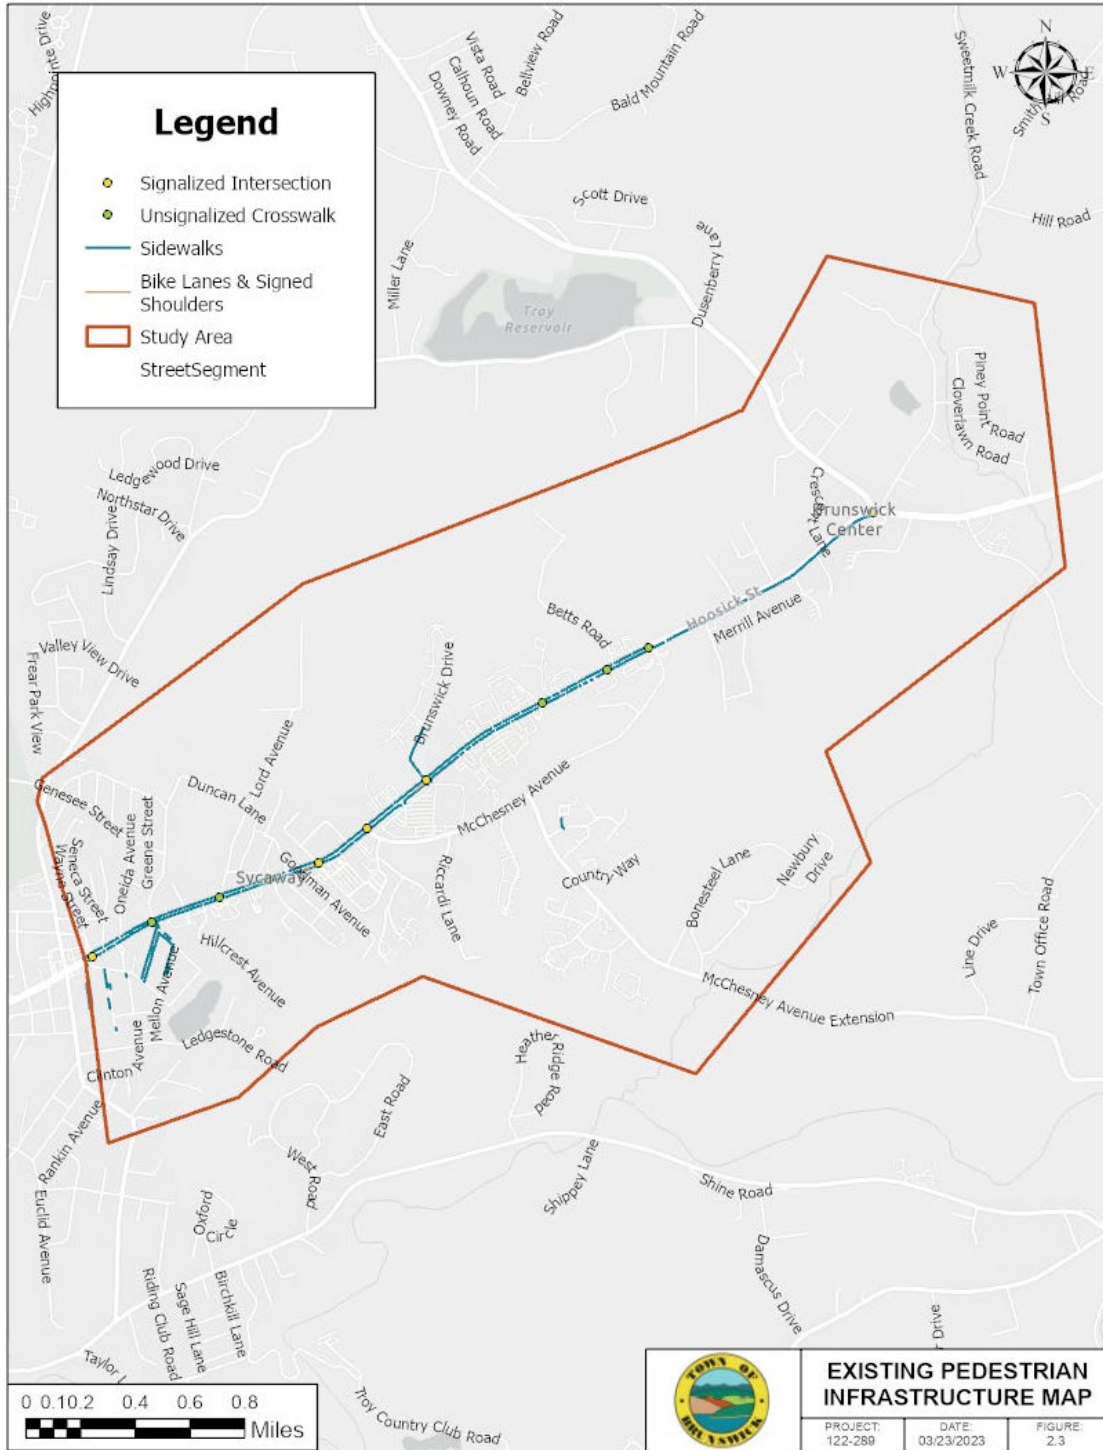 Highpointe Drive
Vista Road
Calhoun Road
Downey Road
Bellview Road
Bald Mountain Road
Sweetmilk Creek Road
N
W
E
S
Hill Road
Scott Drive
Dusenberry Lane
Miller Lane
Troy
Reservoir
Legend
Signalized Intersection
Unsignalized Crosswalk
Sidewalks
Bike Lanes & Signed
Shoulders
Study Area
StreetSegment
Piney Point Road
Cloverlawn Road
Ledgewood Drive
Northstar Drive
Lindsay Drive
Crescent Lane
Brunswick
Center
Hoosick St
Merrill Avenue
Betts Road
Valley View Drive
Frear Park View
Brunswick Drive
Lord Avenue
Duncan Lane
Genesee Street
Seneca Street
Wayne Street
Oneida Avenue
Greene Street
McChesney Avenue
Sycaway
Goodman Avenue
Riccardi Lane
Country Way
Bonesteel Lane
Newbury
Drive
Hillcrest Avenue
Mellon Avenue
Ledgestone Road
Clinton
Avenue
McChesney Avenue Extension
Line Drive
Town Office Road
Heather Ridge Road
East Road
West Road
Rankin Avenue
Euclid Avenue
Oxford
Circle
Riding Club Road
Sage Hill Lane
Birchkill Lane
Shippey Lane
Shine Road
Damascus Drive
Drive
Troy Country Club Road
0 0.1 0.2 0.4 0.6 0.8
Miles
TOWN OF
BRUNSWICK
EXISTING PEDESTRIAN
INFRASTRUCTURE MAP
PROJECT:
122-289
DATE:
03/23/2023
FIGURE:
2.3